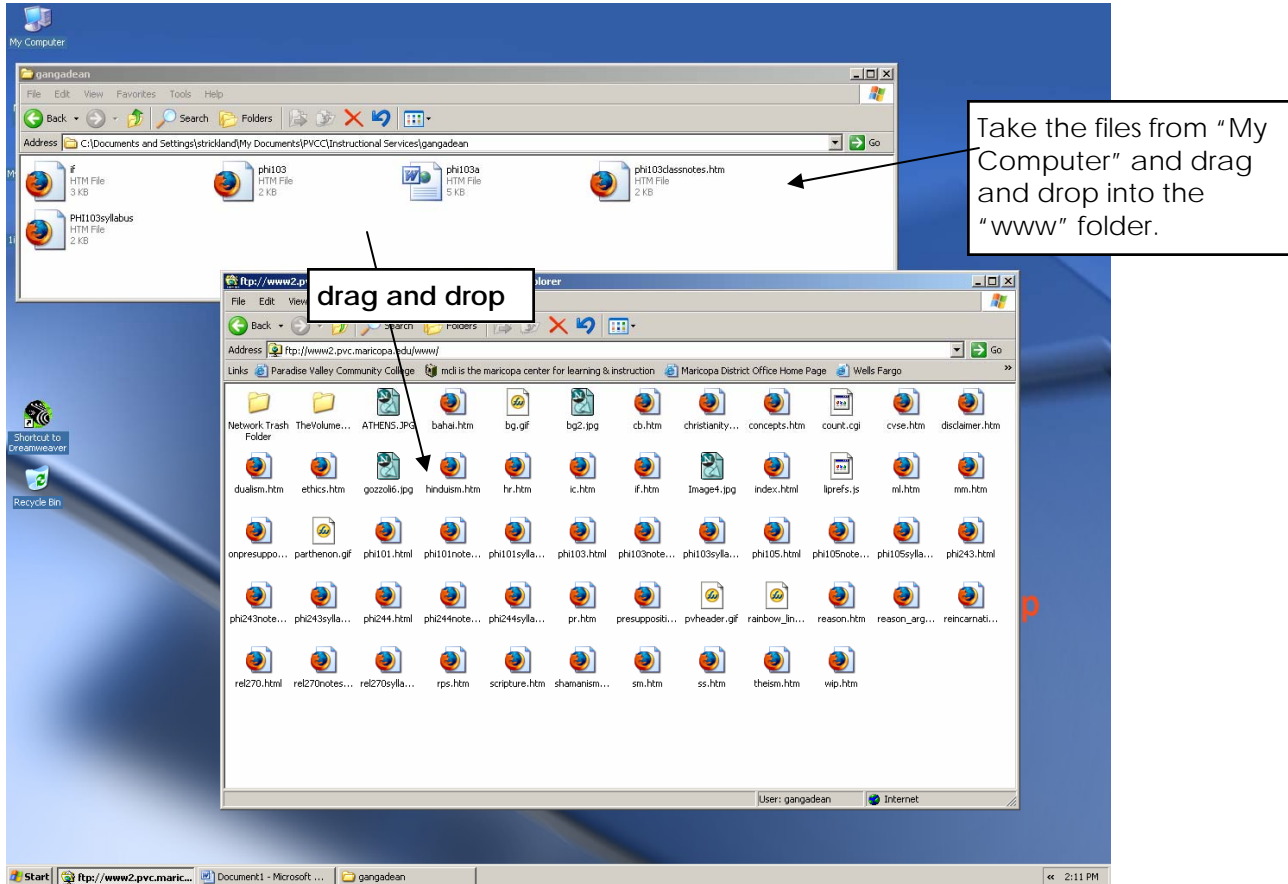 My Computer
gangadean
File Edit View Favorites Tools Help
Back Search Folders
Address C:\Documents and Settings\strickland\My Documents\PVCC\Instructional Services\gangadean Go
if
HTM File
3 KB
phi103
HTM File
2 KB
phi103a
HTM File
5 KB
phi103classnotes.htm
HTM File
2 KB
PHI103syllabus
HTM File
2 KB
Take the files from “My
Computer” and drag
and drop into the
“www” folder.
drag and drop
File Edit
Back Search Folders
Address ftp://www2.pvc.maricopa.edu/www/ Go
Links Paradise Valley Community College mcli is the maricopa center for learning & instruction Maricopa District Office Home Page Wells Fargo »
Network Trash Folder TheVolume... ATHENS.JPG bahai.htm bg.gif bg2.jpg cb.htm christianity... concepts.htm count.cgi cvse.htm disclaimer.htm
dualism.htm ethics.htm gozzoli6.jpg hinduism.htm hr.htm ic.htm if.htm Image4.jpg index.html liprefs.js ml.htm mm.htm
onpresuppo... parthenon.gif phi101.html phi101note... phi101sylla... phi103.html phi103note... phi103sylla... phi105.html phi105note... phi105sylla... phi243.html
phi243note... phi243sylla... phi244.html phi244note... phi244sylla... pr.htm presuppositi... pvheader.gif rainbow_lin... reason.htm reason_arg... reincarnati...
rel270.html rel270notes... rel270sylla... rps.htm scripture.htm shamanism... sm.htm ss.htm theism.htm wip.htm
User: gangadean Internet
Shortcut to
Dreamweaver
Recycle Bin
p
Start ftp://www2.pvc.maric... Document1 - Microsoft ... gangadean « 2:11 PM